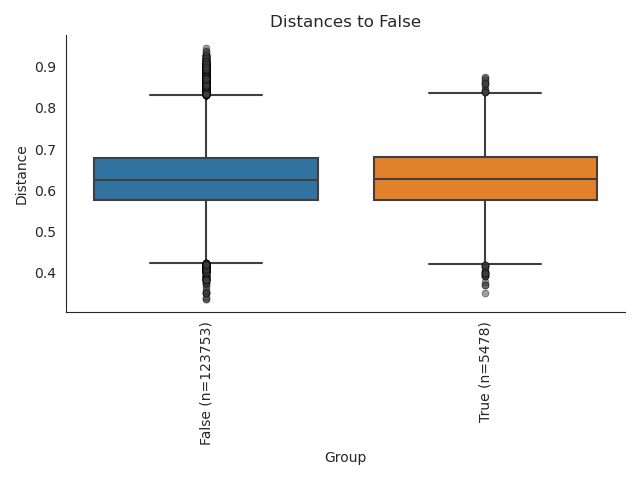 Distances to False
Distance
0.9
0.8
0.7
0.6
0.5
0.4
False (n=123753)
True (n=5478)
Group